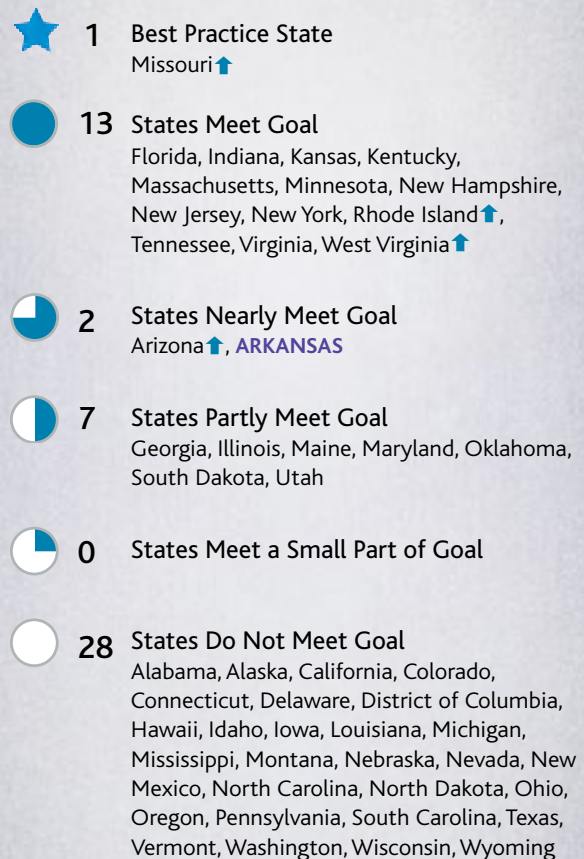 1 Best Practice State
Missouri
13 States Meet Goal
Florida, Indiana, Kansas, Kentucky,
Massachusetts, Minnesota, New Hampshire,
New Jersey, New York, Rhode Island,
Tennessee, Virginia, West Virginia
2 States Nearly Meet Goal
Arizona, ARKANSAS
7 States Partly Meet Goal
Georgia, Illinois, Maine, Maryland, Oklahoma,
South Dakota, Utah
0 States Meet a Small Part of Goal
28 States Do Not Meet Goal
Alabama, Alaska, California, Colorado,
Connecticut, Delaware, District of Columbia,
Hawaii, Idaho, Iowa, Louisiana, Michigan,
Mississippi, Montana, Nebraska, Nevada, New
Mexico, North Carolina, North Dakota, Ohio,
Oregon, Pennsylvania, South Carolina, Texas,
Vermont, Washington, Wisconsin, Wyoming